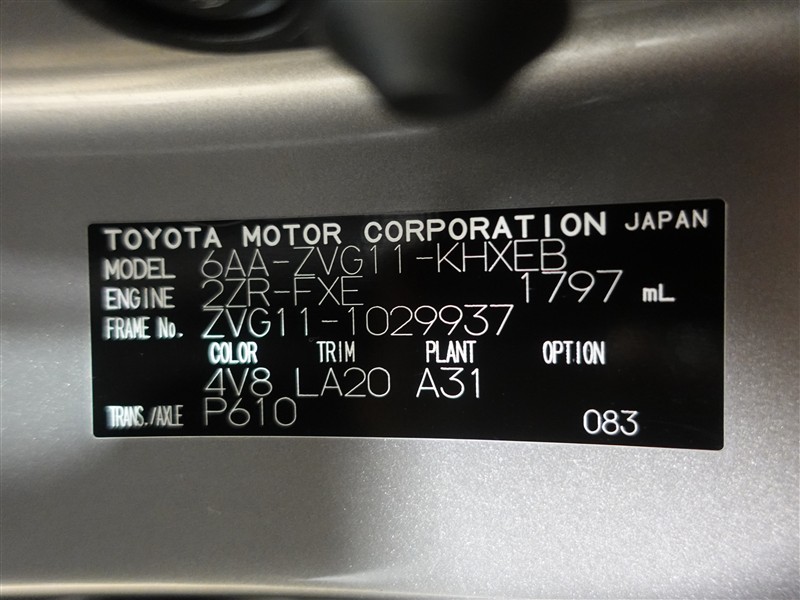 TOYOTA MOTOR CORPORATION JAPAN
MODEL 6AA-ZVG11-KHXEB
ENGINE 2ZR-FXE 1797 mL
FRAME No. ZVG11-1029937
COLOR TRIM PLANT OPTION
4V8 LA20 A31
TRANS./AXLE P610 083